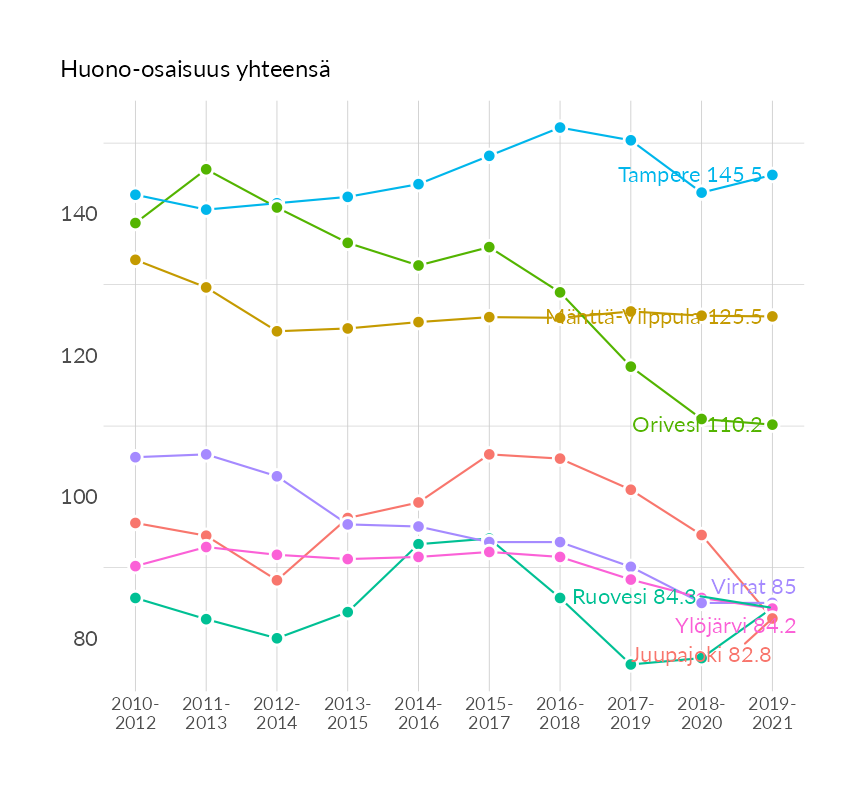 Huono-osaisuus yhteensä
Tampere 145.5
140
Mänttä-Vilppula 125.5
120
Orivesi 110.2
100
Virrat 85
Ruovesi 84.3
Ylöjärvi 84.2
80
Juupajoki 82.8
2010- 2011- 2012- 2013- 2014- 2015- 2016- 2017- 2018- 2019-
2012 2013 2014 2015 2016 2017 2018 2019 2020 2021